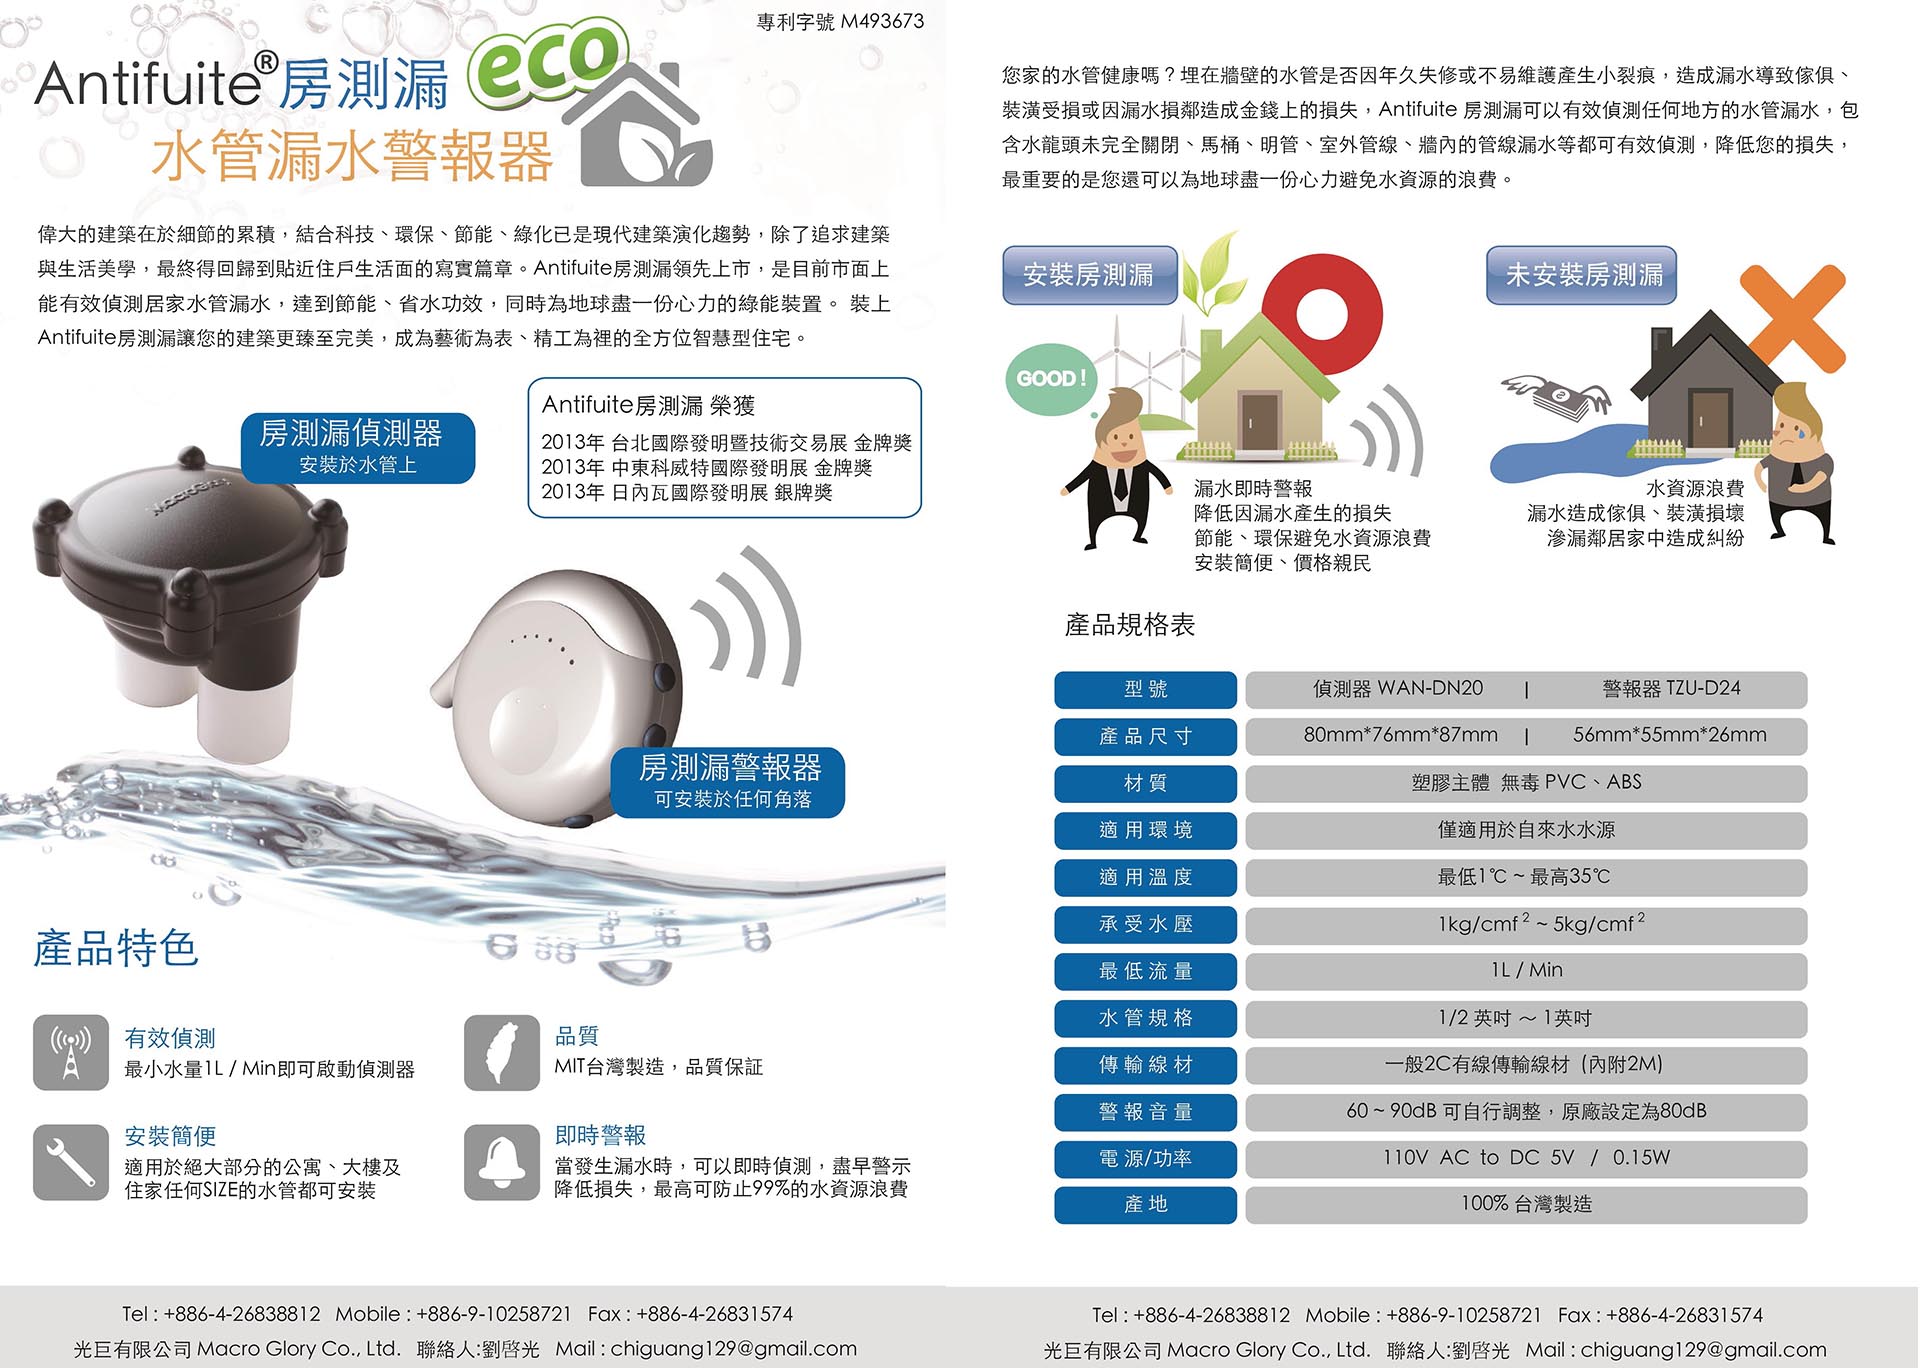 專利字號 M493673
Antifuite®房測漏
eco
水管漏水警報器
偉大的建築在於細節的累積，結合科技、環保、節能、綠化已是現代建築演化趨勢，除了追求建築
與生活美學，最終得回歸到貼近住戶生活面的寫實篇章。Antifuite房測漏領先上市，是目前市面上
能有效偵測居家水管漏水，達到節能、省水功效，同時為地球盡一份心力的綠能裝置。 裝上
Antifuite房測漏讓您的建築更臻至完美，成為藝術為表、精工為裡的全方位智慧型住宅。
房測漏偵測器
安裝於水管上
Antifuite房測漏 榮獲
2013年 台北國際發明暨技術交易展 金牌獎
2013年 中東科威特國際發明展 金牌獎
2013年 日內瓦國際發明展 銀牌獎
房測漏警報器
可安裝於任何角落
產品特色
有效偵測
最小水量1L / Min即可啟動偵測器
品質
MIT台灣製造，品質保証
安裝簡便
適用於絕大部分的公寓、大樓及
住家任何SIZE的水管都可安裝
即時警報
當發生漏水時，可以即時偵測，盡早警示
降低損失，最高可防止99%的水資源浪費
Tel : +886-4-26838812 Mobile : +886-9-10258721 Fax : +886-4-26831574
光巨有限公司 Macro Glory Co., Ltd. 聯絡人:劉啓光 Mail : chiguang129@gmail.com
您家的水管健康嗎？埋在牆壁的水管是否因年久失修或不易維護產生小裂痕，造成漏水導致傢俱、
裝潢受損或因漏水損鄰造成金錢上的損失，Antifuite 房測漏可以有效偵測任何地方的水管漏水，包
含水龍頭未完全關閉、馬桶、明管、室外管線、牆內的管線漏水等都可有效偵測，降低您的損失，
最重要的是您還可以為地球盡一份心力避免水資源的浪費。
安裝房測漏
GOOD !
漏水即時警報
降低因漏水產生的損失
節能、環保避免水資源浪費
安裝簡便、價格親民
未安裝房測漏
水資源浪費
漏水造成傢俱、裝潢損壞
滲漏鄰居家中造成糾紛
產品規格表
型 號 偵測器 WAN-DN20 | 警報器 TZU-D24
產 品 尺 寸 80mm*76mm*87mm | 56mm*55mm*26mm
材 質 塑膠主體 無毒 PVC、ABS
適 用 環 境 僅適用於自來水水源
適 用 溫 度 最低1℃ ~ 最高35℃
承 受 水 壓 1kg/cmf² ~ 5kg/cmf²
最 低 流 量 1L / Min
水 管 規 格 1/2 英吋 ～ 1英吋
傳 輸 線 材 一般2C有線傳輸線材 (內附2M)
警 報 音 量 60 ~ 90dB 可自行調整，原廠設定為80dB
電 源/功率 110V AC to DC 5V / 0.15W
產 地 100% 台灣製造
Tel : +886-4-26838812 Mobile : +886-9-10258721 Fax : +886-4-26831574
光巨有限公司 Macro Glory Co., Ltd. 聯絡人:劉啓光 Mail : chiguang129@gmail.com